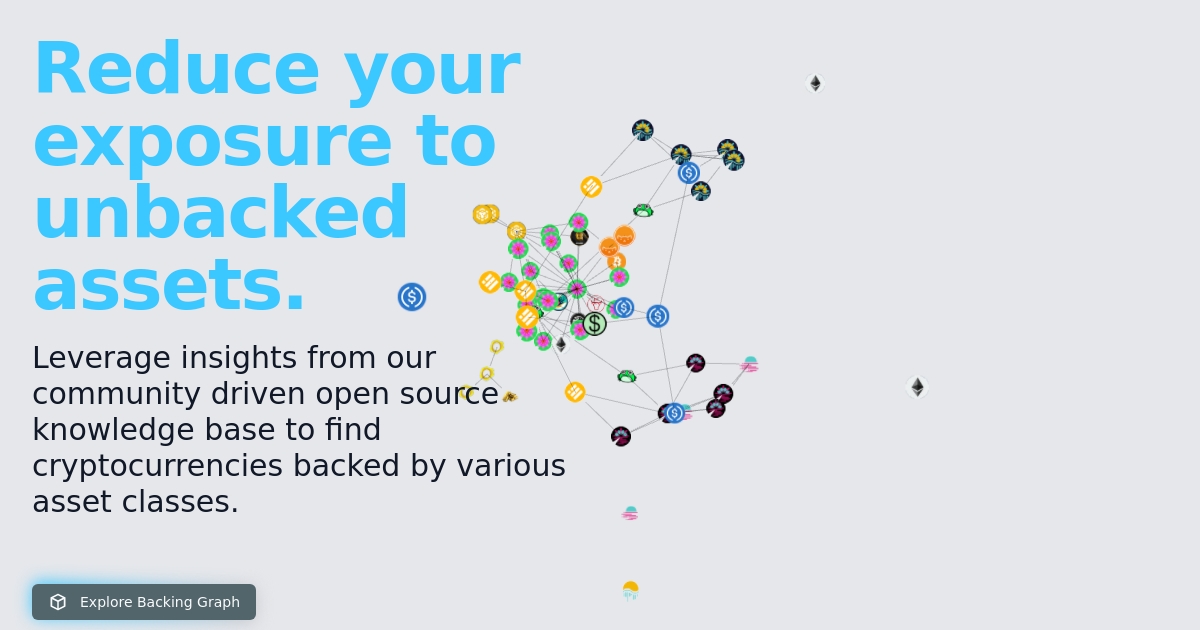 Reduce your
exposure to
unbacked
assets.
Leverage insights from our
community driven open source
knowledge base to find
cryptocurrencies backed by various
asset classes.
Explore Backing Graph